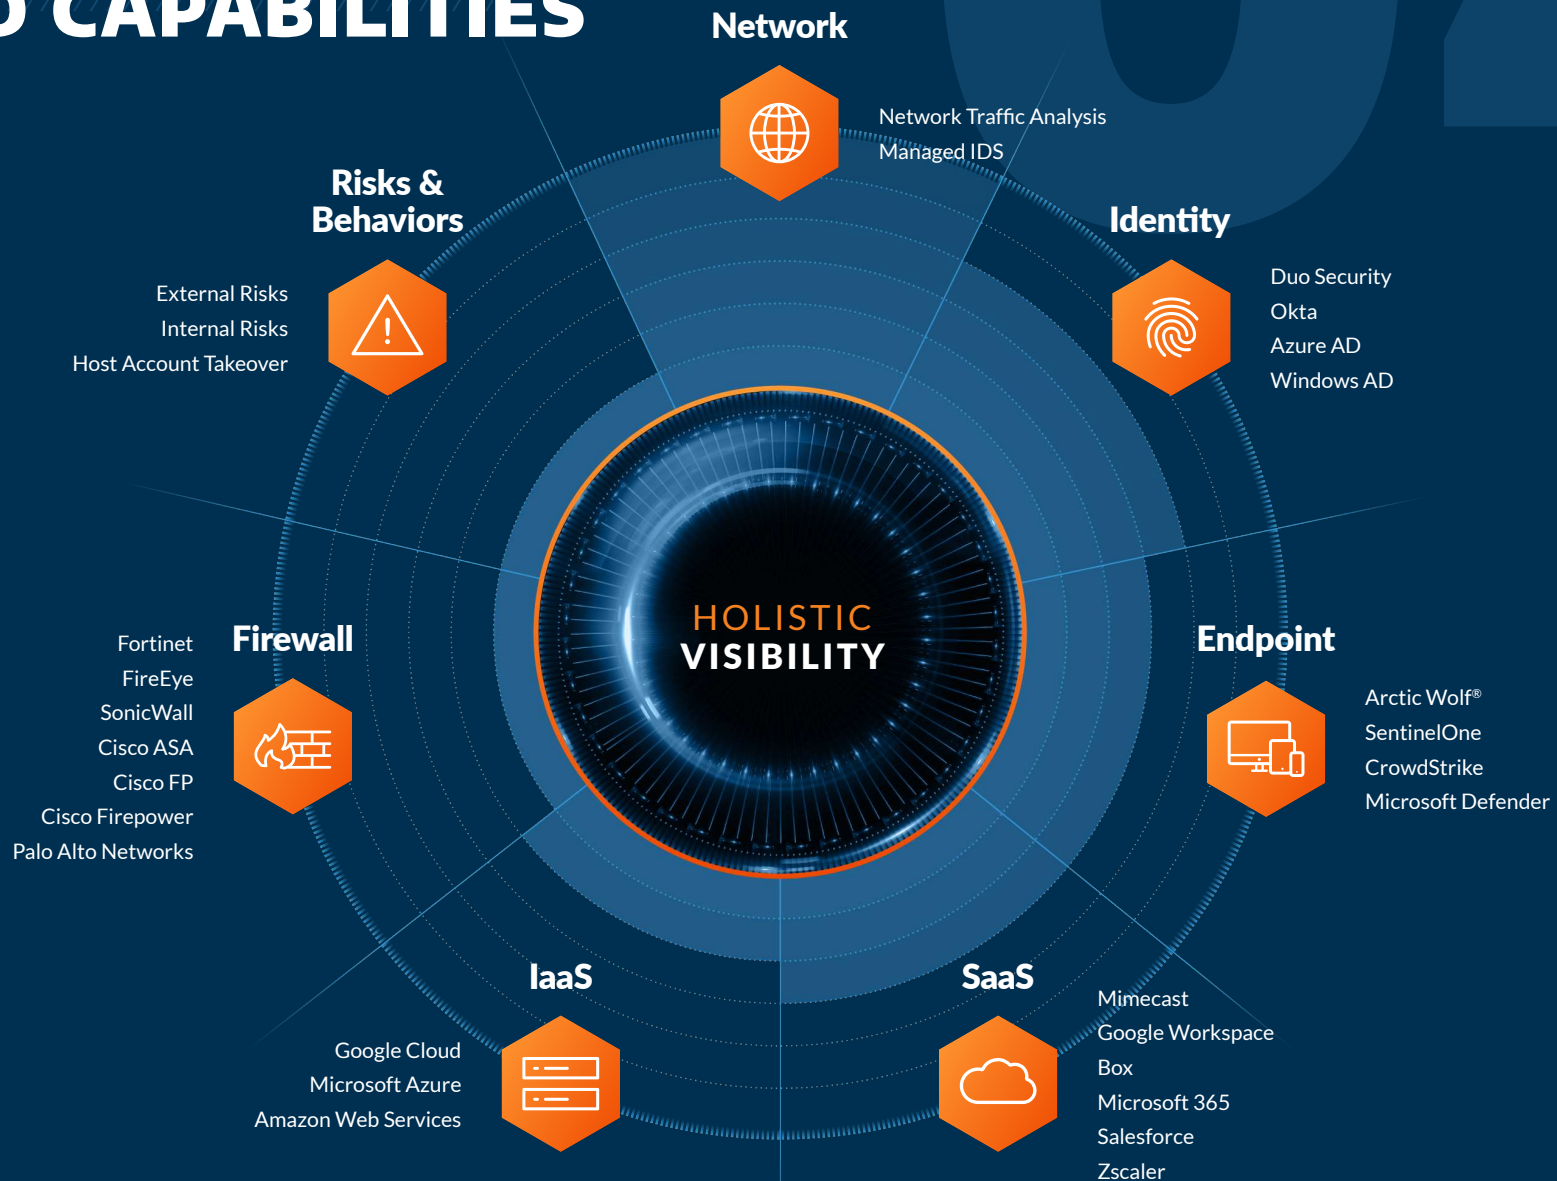 D CAPABILITIES
Network
Network Traffic Analysis
Managed IDS
Risks &
Behaviors
External Risks
Internal Risks
Host Account Takeover
Identity
Duo Security
Okta
Azure AD
Windows AD
HOLISTIC
VISIBILITY
Firewall
Fortinet
FireEye
SonicWall
Cisco ASA
Cisco FP
Cisco Firepower
Palo Alto Networks
Endpoint
Arctic Wolf®
SentinelOne
CrowdStrike
Microsoft Defender
IaaS
Google Cloud
Microsoft Azure
Amazon Web Services
SaaS
Mimecast
Google Workspace
Box
Microsoft 365
Salesforce
Zscaler